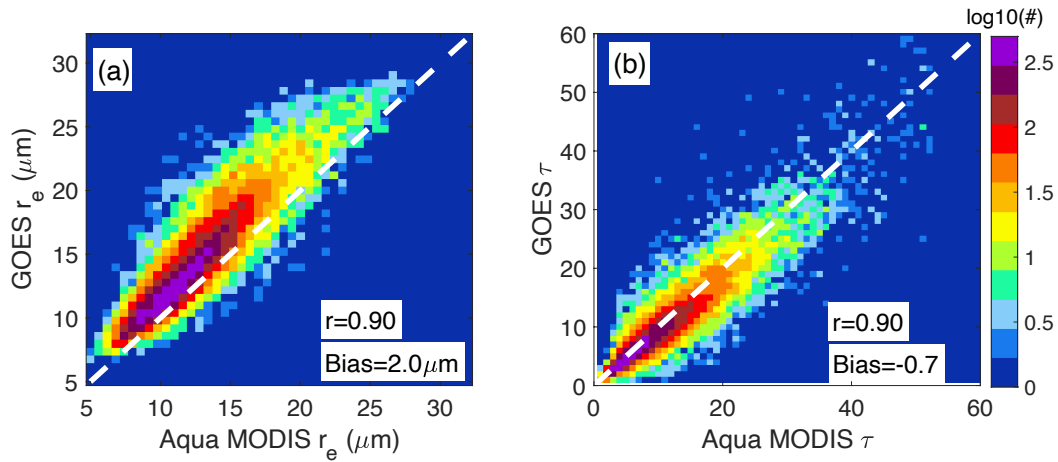 log10(#)
(a)
(b)
30
25
20
15
10
5
GOES r_e (μm)
r=0.90
Bias=2.0μm
5
10
15
20
25
30
Aqua MODIS r_e (μm)
60
50
40
30
20
10
0
GOES τ
r=0.90
Bias=-0.7
0
20
40
60
Aqua MODIS τ
2.5
2
1.5
1
0.5
0